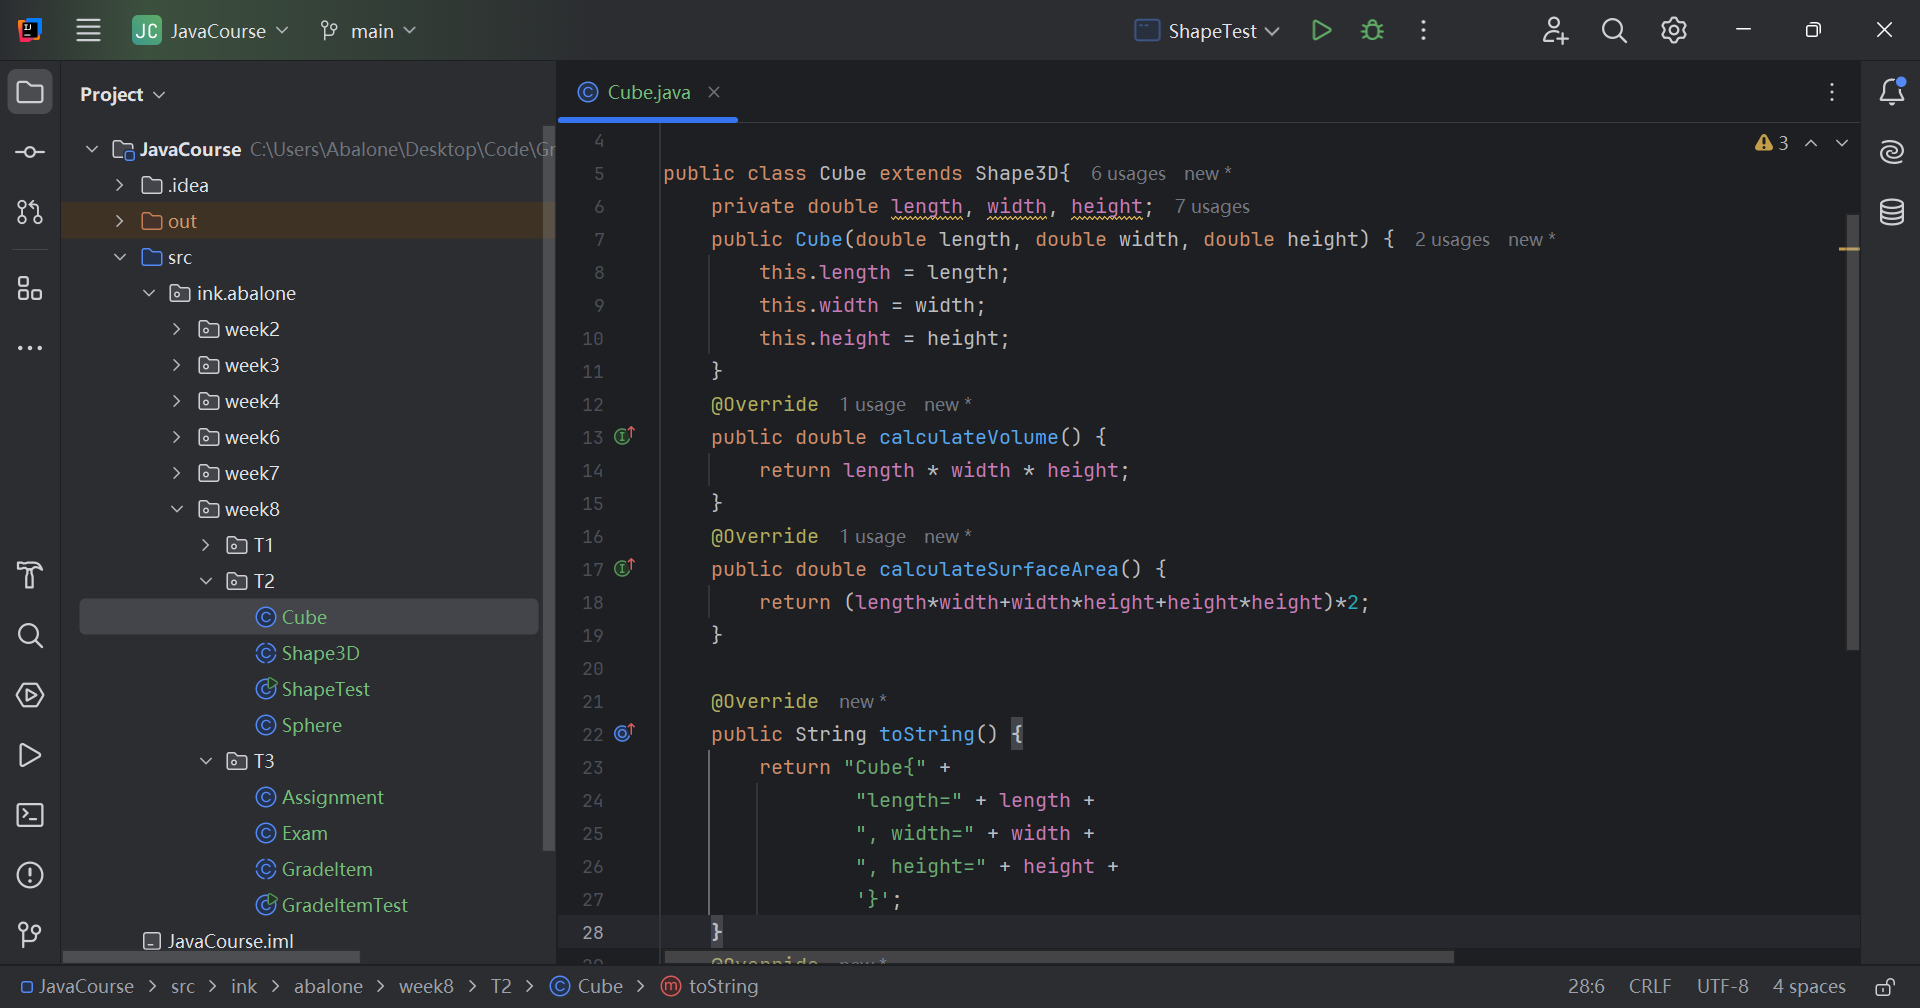 JC JavaCourse main ShapeTest
Project
JavaCourse C:\Users\Abalone\Desktop\Code\Gr
.idea
out
src
ink.abalone
week2
week3
week4
week6
week7
week8
T1
T2
Cube
Shape3D
ShapeTest
Sphere
T3
Assignment
Exam
GradeItem
GradeItemTest
JavaCourse.iml
Cube.java
3
4
5 public class Cube extends Shape3D{ 6 usages new *
6 private double length, width, height; 7 usages
7 public Cube(double length, double width, double height) { 2 usages new *
8 this.length = length;
9 this.width = width;
10 this.height = height;
11 }
12 @Override 1 usage new *
13 public double calculateVolume() {
14 return length * width * height;
15 }
16 @Override 1 usage new *
17 public double calculateSurfaceArea() {
18 return (length*width+width*height+height*height)*2;
19 }
20
21 @Override new *
22 public String toString() {
23 return "Cube{" +
24 "length=" + length +
25 ", width=" + width +
26 ", height=" + height +
27 '}';
28 }
JavaCourse > src > ink > abalone > week8 > T2 > Cube > toString
28:6 CRLF UTF-8 4 spaces